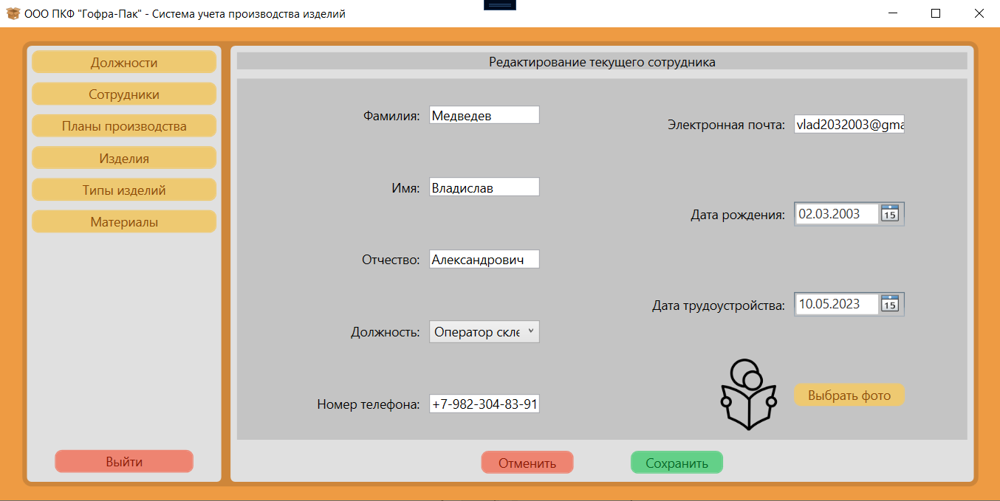 ООО ПКФ "Гофра-Пак" - Система учета производства изделий
Должности
Сотрудники
Планы производства
Изделия
Типы изделий
Материалы
Выйти
Редактирование текущего сотрудника
Фамилия: Медведев
Имя: Владислав
Отчество: Александрович
Должность: Оператор скле
Номер телефона: +7-982-304-83-91
Электронная почта: vlad2032003@gma
Дата рождения: 02.03.2003 15
Дата трудоустройства: 10.05.2023 15
Выбрать фото
Отменить
Сохранить